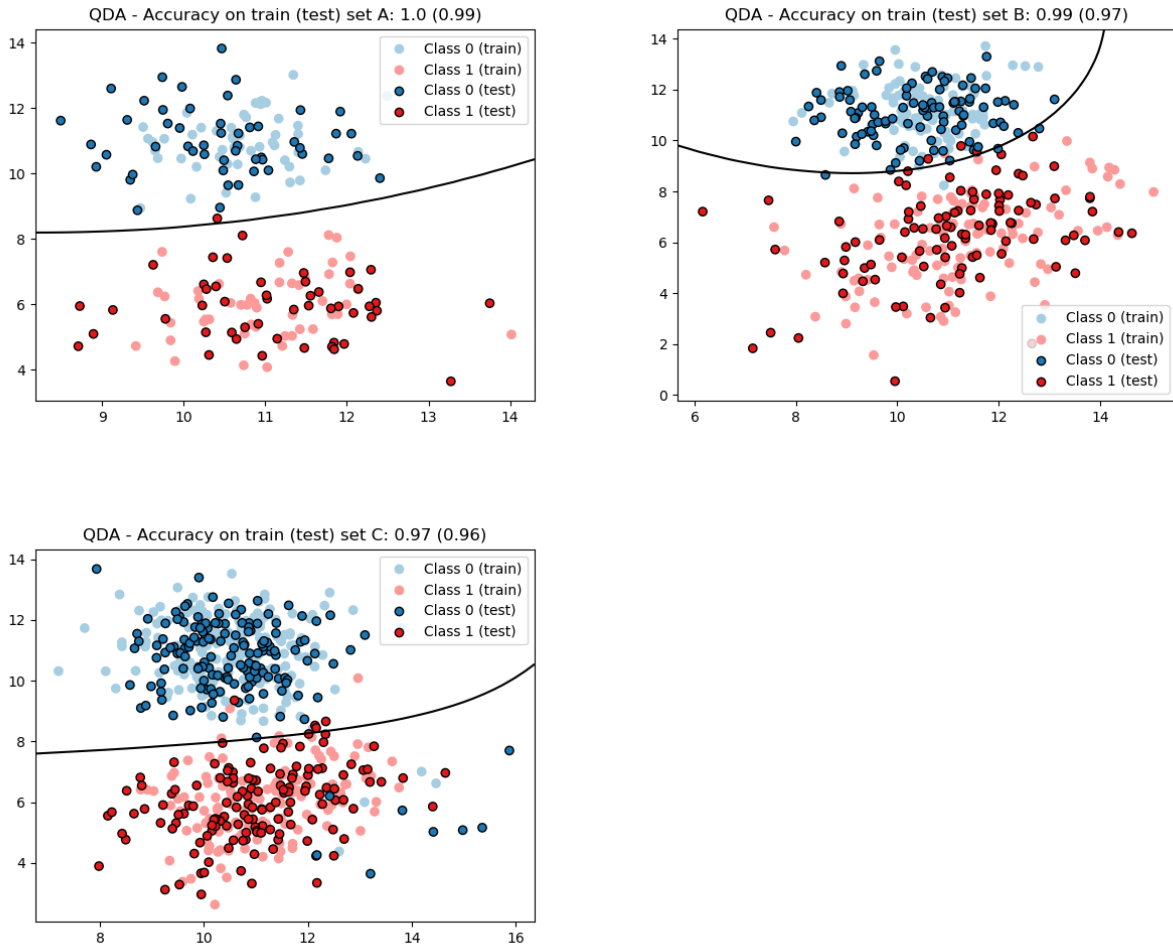 QDA - Accuracy on train (test) set A: 1.0 (0.99)
14
12
10
8
6
4
9
10
11
12
13
14
Class 0 (train)
Class 1 (train)
Class 0 (test)
Class 1 (test)
QDA - Accuracy on train (test) set B: 0.99 (0.97)
14
12
10
8
6
4
2
0
6
8
10
12
14
Class 0 (train)
Class 1 (train)
Class 0 (test)
Class 1 (test)
QDA - Accuracy on train (test) set C: 0.97 (0.96)
14
12
10
8
6
4
8
10
12
14
16
Class 0 (train)
Class 1 (train)
Class 0 (test)
Class 1 (test)